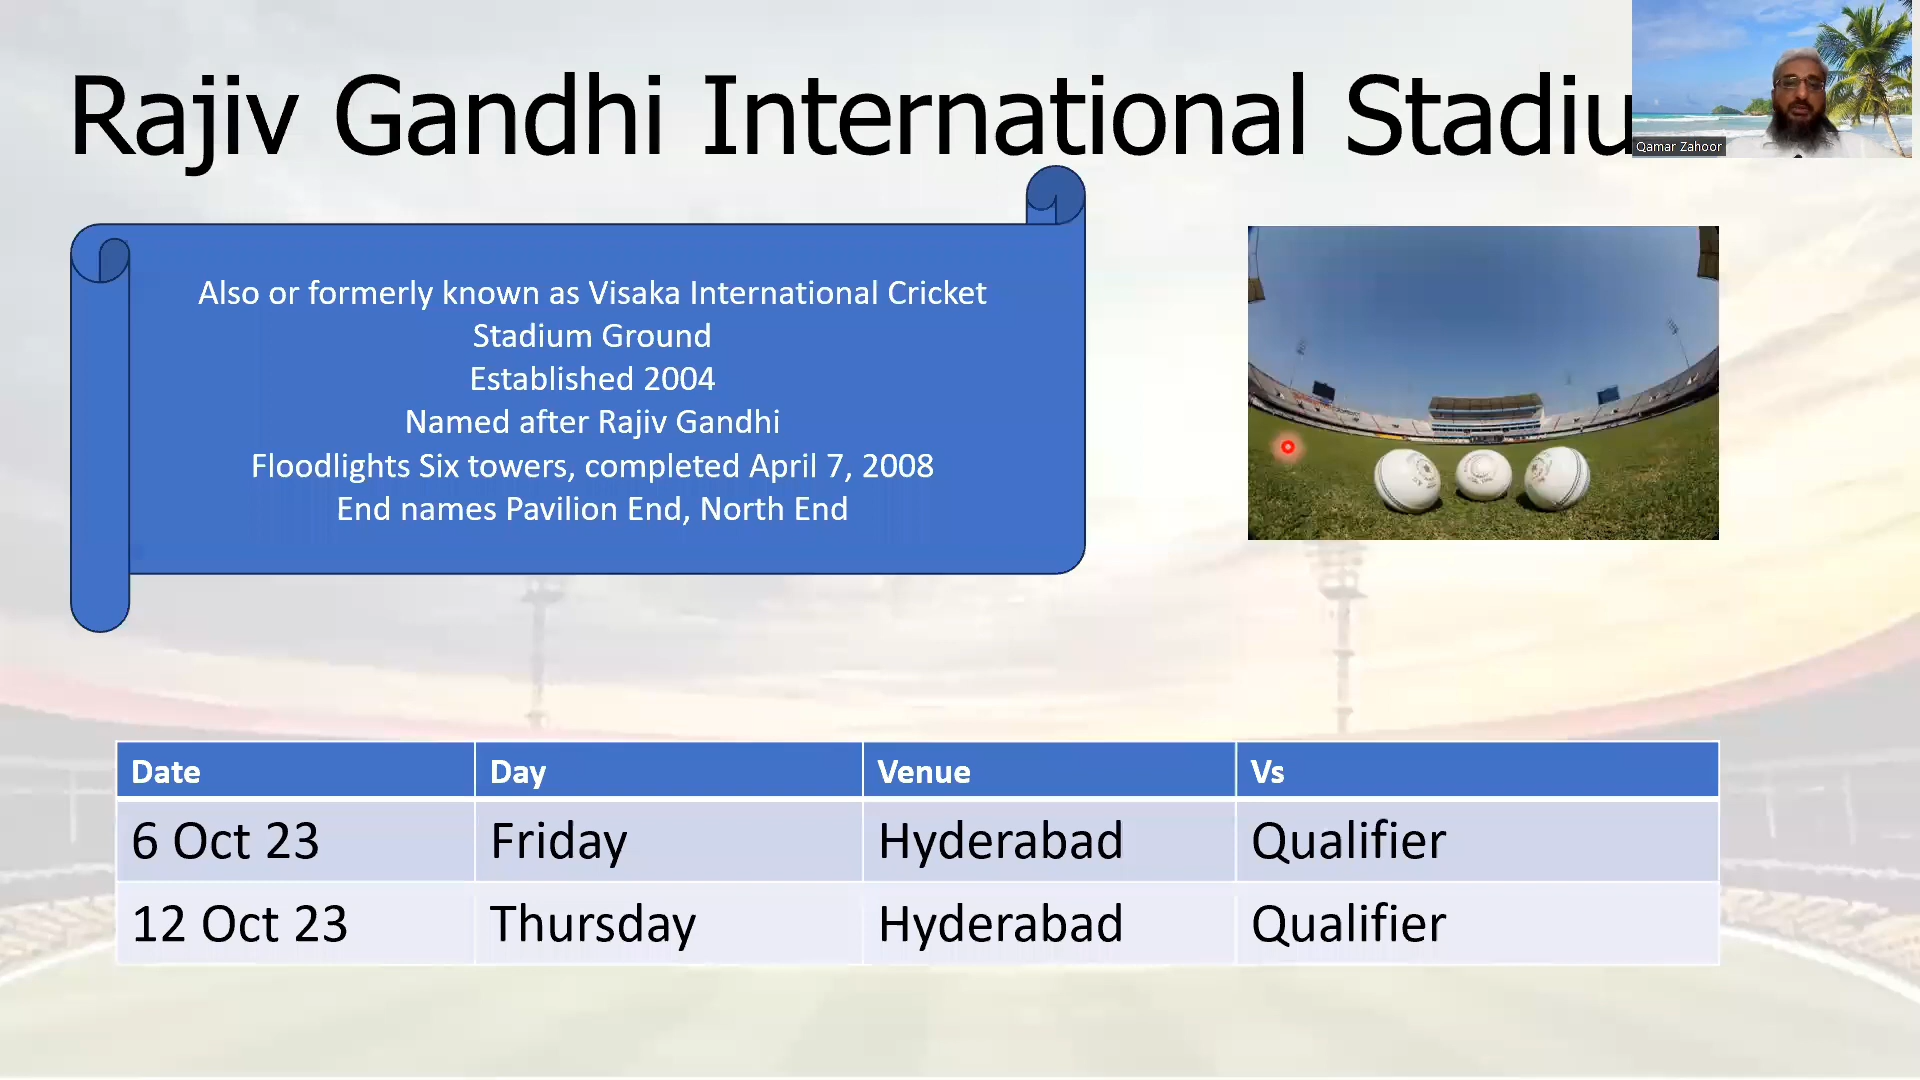 Rajiv Gandhi International Stadiu
Qamar Zahoor
Also or formerly known as Visaka International Cricket
Stadium Ground
Established 2004
Named after Rajiv Gandhi
Floodlights Six towers, completed April 7, 2008
End names Pavilion End, North End
Date Day Venue Vs
6 Oct 23 Friday Hyderabad Qualifier
12 Oct 23 Thursday Hyderabad Qualifier